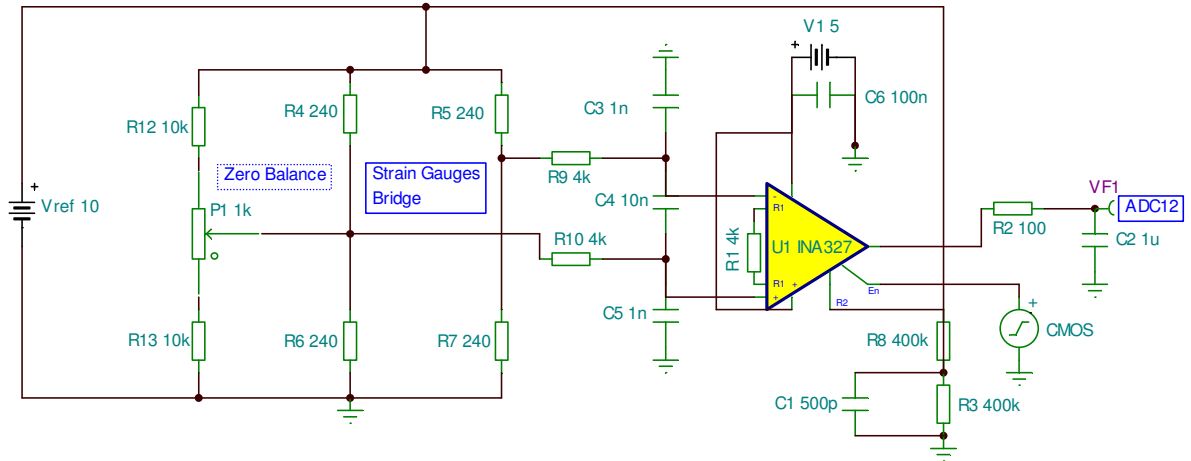 V1 5
+
C6 100n
R4 240
R5 240
C3 1n
R12 10k
Zero Balance
Strain Gauges
Bridge
R9 4k
+
Vref 10
P1 1k
C4 10n
VF1
ADC12
-
R1
R1 4k
U1 INA327
R2 100
C2 1u
R10 4k
R1
+
+
En
R2
+
C5 1n
CMOS
R13 10k
R6 240
R7 240
R8 400k
C1 500p
R3 400k